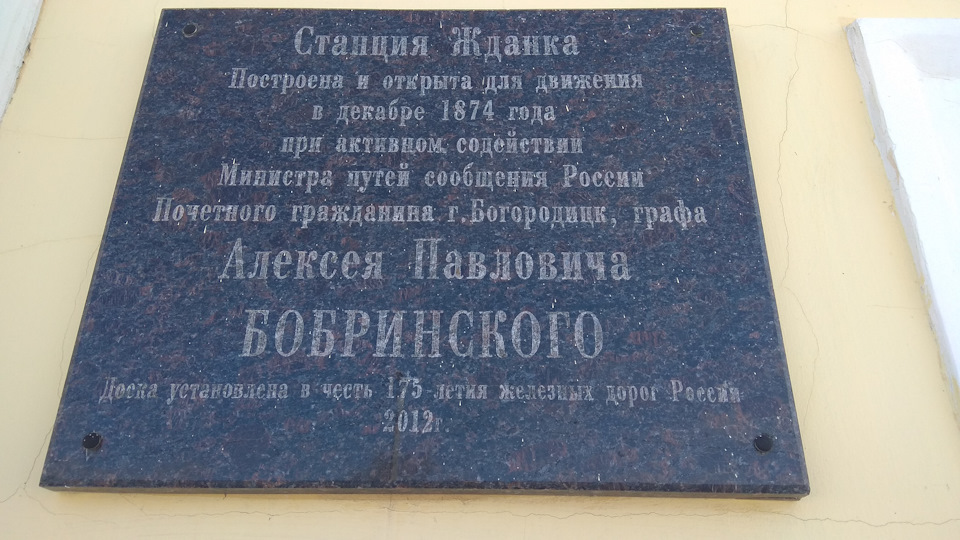 Станция Жданка
Построена и открыта для движения
в декабре 1874 года
при активном содействии
Министра путей сообщения России
Почетного гражданина г.Богородицк, графа
Алексея Павловича
БОБРИНСКОГО
Доска установлена в честь 175-летия железных дорог России
2012г.